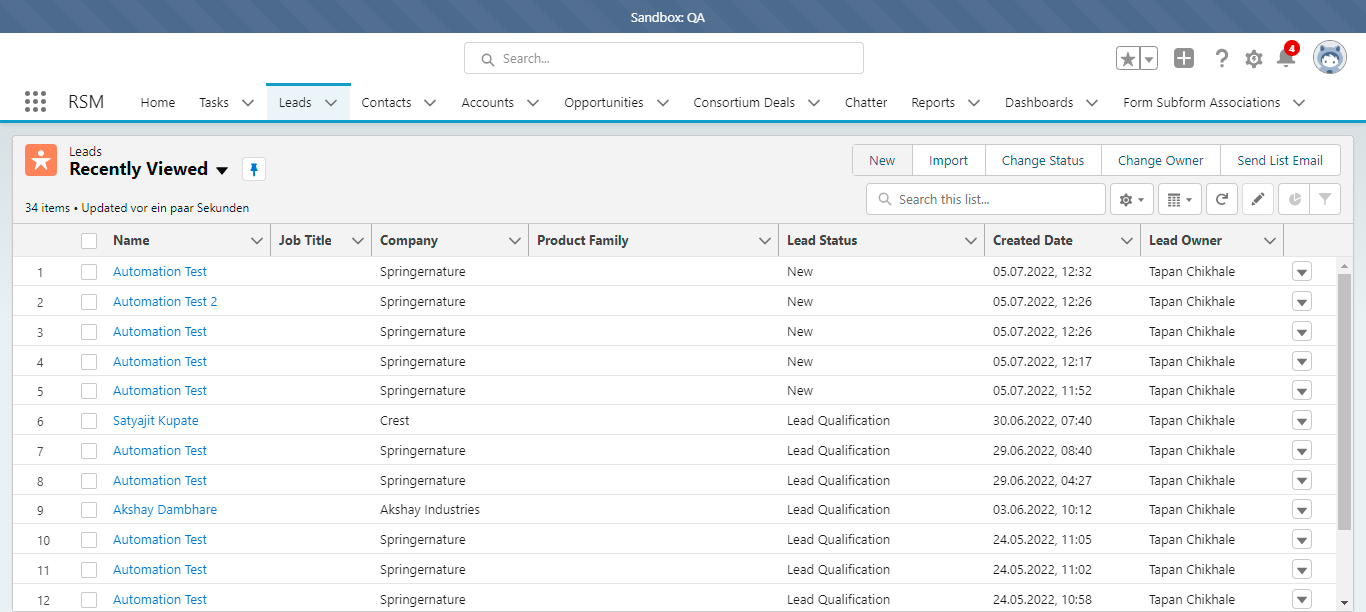 Sandbox: QA
Search...
4
RSM Home Tasks Leads Contacts Accounts Opportunities Consortium Deals Chatter Reports Dashboards Form Subform Associations
Leads
Recently Viewed
New Import Change Status Change Owner Send List Email
34 items • Updated vor ein paar Sekunden
Search this list...
Name Job Title Company Product Family Lead Status Created Date Lead Owner
1 Automation Test Springernature New 05.07.2022, 12:32 Tapan Chikhale
2 Automation Test 2 Springernature New 05.07.2022, 12:26 Tapan Chikhale
3 Automation Test Springernature New 05.07.2022, 12:26 Tapan Chikhale
4 Automation Test Springernature New 05.07.2022, 12:17 Tapan Chikhale
5 Automation Test Springernature New 05.07.2022, 11:52 Tapan Chikhale
6 Satyajit Kupate Crest Lead Qualification 30.06.2022, 07:40 Tapan Chikhale
7 Automation Test Springernature Lead Qualification 29.06.2022, 08:40 Tapan Chikhale
8 Automation Test Springernature Lead Qualification 29.06.2022, 04:27 Tapan Chikhale
9 Akshay Dambhare Akshay Industries Lead Qualification 03.06.2022, 10:12 Tapan Chikhale
10 Automation Test Springernature Lead Qualification 24.05.2022, 11:05 Tapan Chikhale
11 Automation Test Springernature Lead Qualification 24.05.2022, 11:02 Tapan Chikhale
12 Automation Test Springernature Lead Qualification 24.05.2022, 10:58 Tapan Chikhale